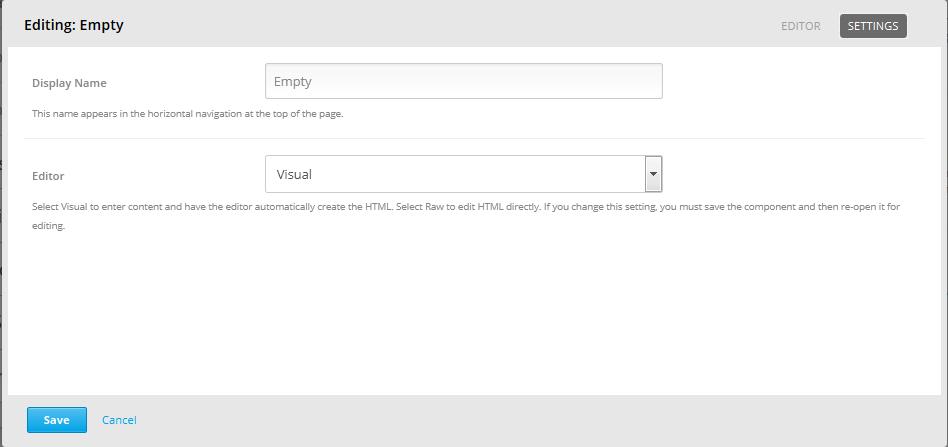 Editing: Empty
EDITOR
SETTINGS
Display Name
Empty
This name appears in the horizontal navigation at the top of the page.
Editor
Visual
Select Visual to enter content and have the editor automatically create the HTML. Select Raw to edit HTML directly. If you change this setting, you must save the component and then re-open it for
editing.
Save
Cancel